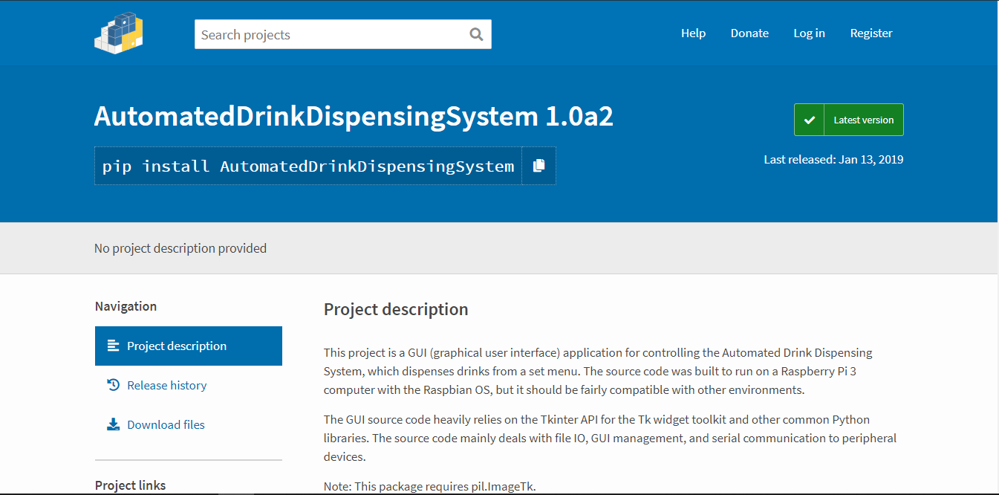 Search projects
Help
Donate
Log in
Register
AutomatedDrinkDispensingSystem 1.0a2
Latest version
pip install AutomatedDrinkDispensingSystem
Last released: Jan 13, 2019
No project description provided
Navigation
Project description
Release history
Download files
Project links
Project description
This project is a GUI (graphical user interface) application for controlling the Automated Drink Dispensing
System, which dispenses drinks from a set menu. The source code was built to run on a Raspberry Pi 3
computer with the Raspbian OS, but it should be fairly compatible with other environments.
The GUI source code heavily relies on the Tkinter API for the Tk widget toolkit and other common Python
libraries. The source code mainly deals with file IO, GUI management, and serial communication to peripheral
devices.
Note: This package requires pil.ImageTk.